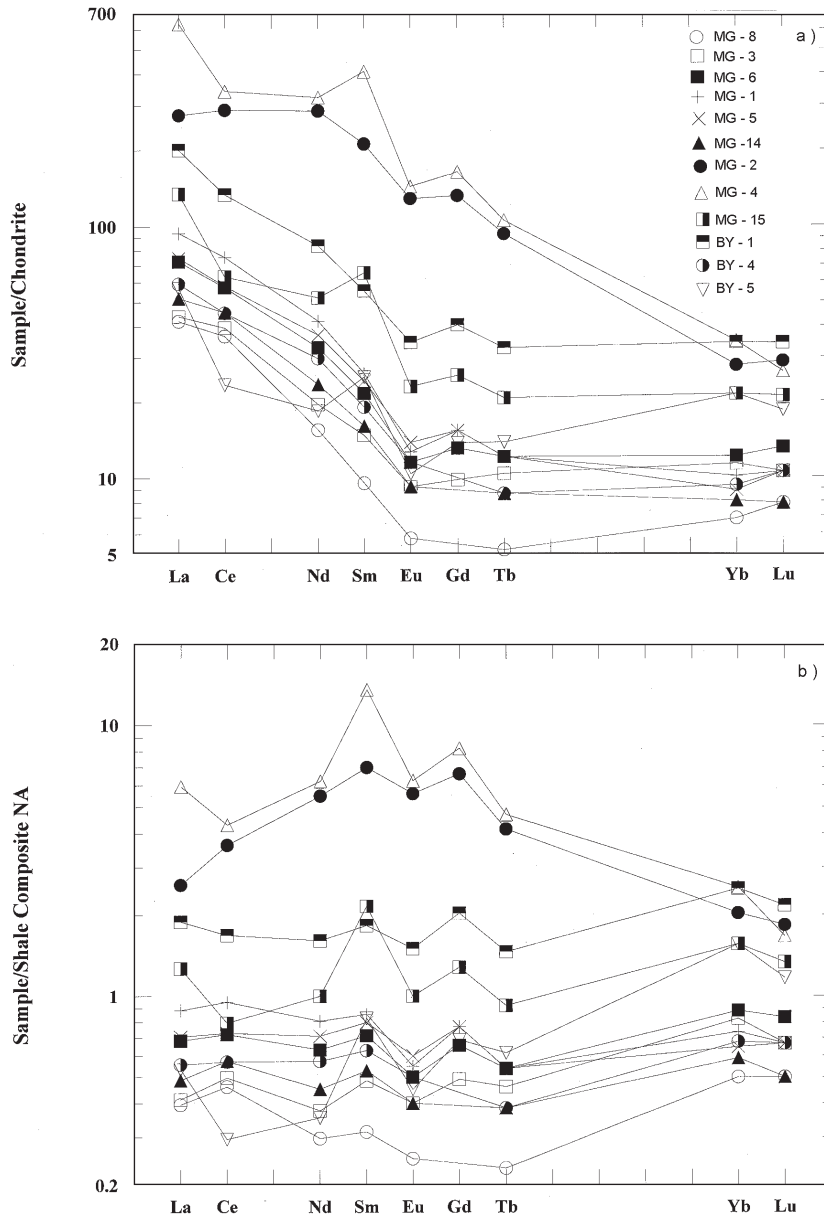 700
100
10
5
Sample/Chondrite
a )
MG - 8
MG - 3
MG - 6
MG - 1
MG - 5
MG -14
MG - 2
MG - 4
MG - 15
BY - 1
BY - 4
BY - 5
La Ce Nd Sm Eu Gd Tb Yb Lu
20
10
1
0.2
Sample/Shale Composite NA
b )
La Ce Nd Sm Eu Gd Tb Yb Lu